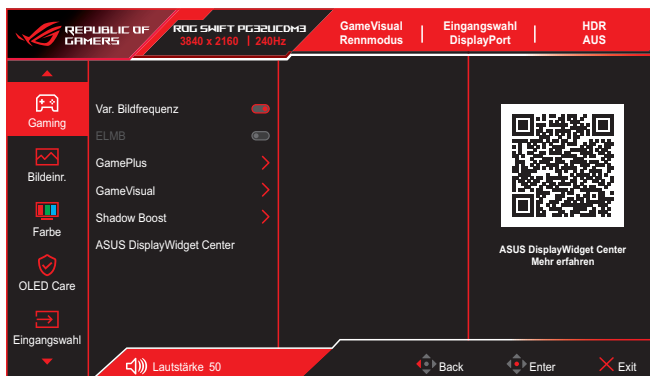 REPUBLIC OF
GAMERS
ROG SWIFT PG32UCDM3
3840 x 2160 | 240Hz
GameVisual
Rennmodus
Eingangswahl
DisplayPort
HDR
AUS
Gaming
Bildeinr.
Farbe
OLED Care
Eingangswahl
Var. Bildfrequenz
ELMB
GamePlus
GameVisual
Shadow Boost
ASUS DisplayWidget Center
ASUS DisplayWidget Center
Mehr erfahren
Lautstärke 50
Back
Enter
Exit